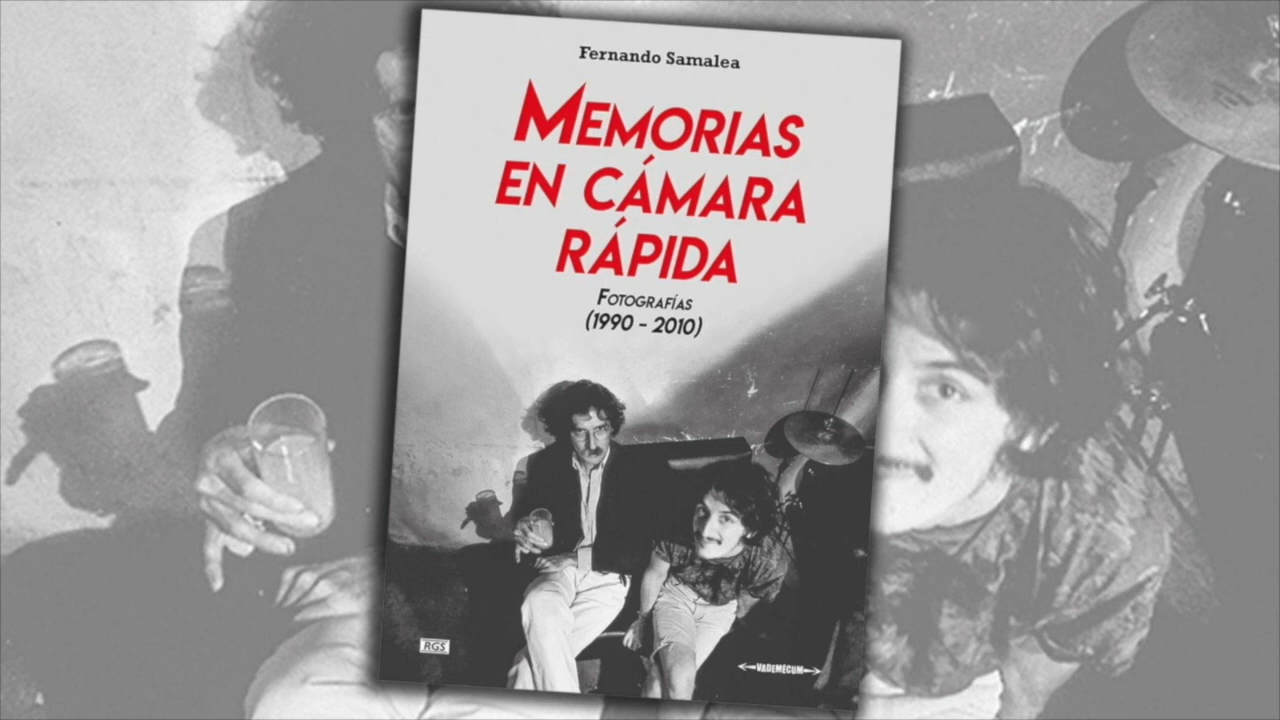 Fernando Samalea
MEMORIAS
EN CÁMARA
RÁPIDA
FOTOGRAFÍAS
(1990 - 2010)
RGS
VADEMECUM